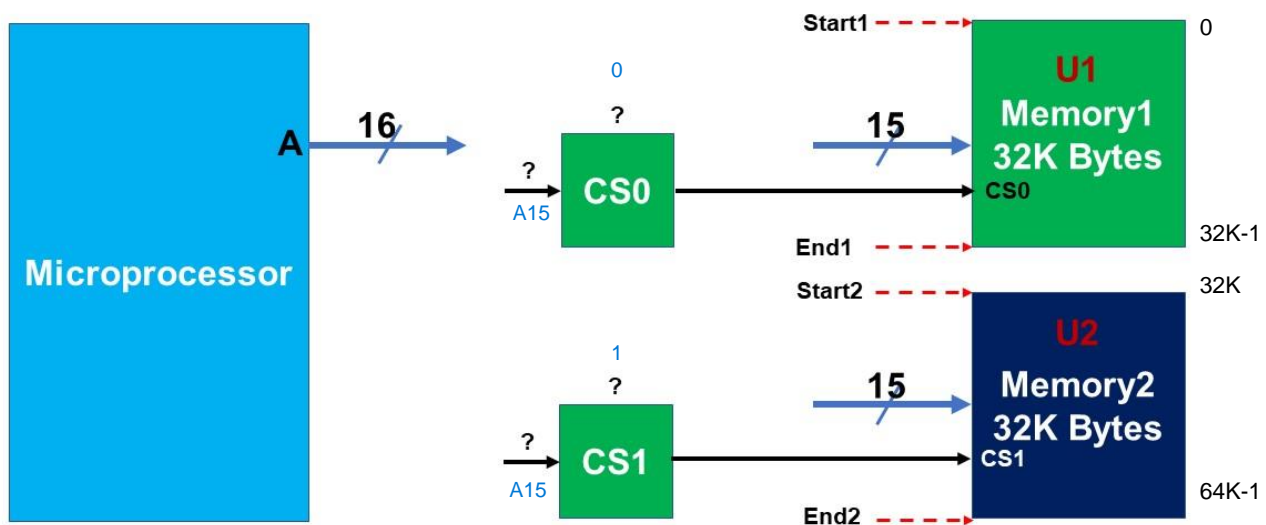 Start1
0
U1
Memory1
32K Bytes
CS0
32K-1
End1
A
16
0
?
?
A15
CS0
15
Microprocessor
Start2
32K
U2
Memory2
32K Bytes
CS1
64K-1
End2
1
?
?
A15
CS1
15